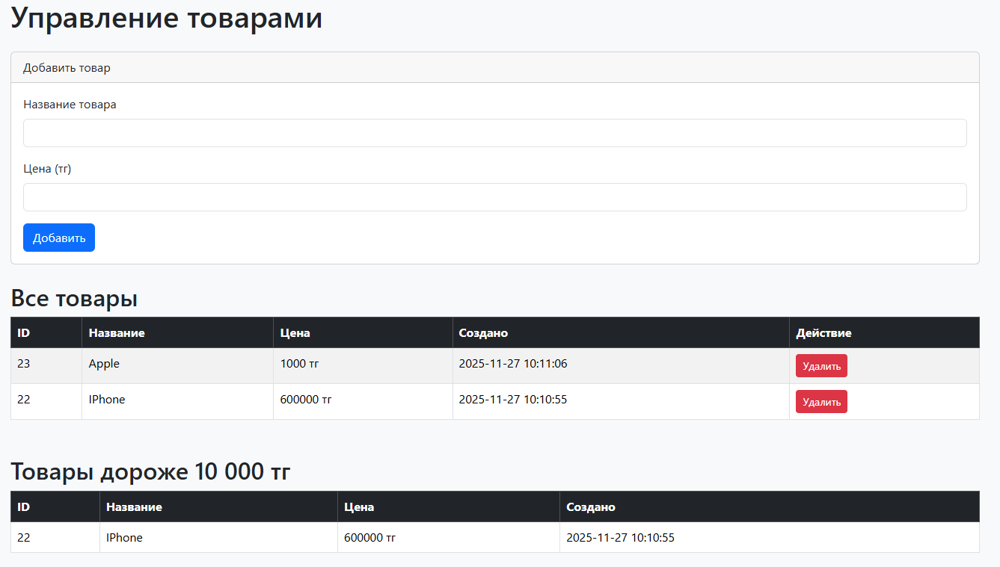 Управление товарами
Добавить товар
Название товара
Цена (тг)
Добавить
Все товары
ID Название Цена Создано Действие
23 Apple 1000 тг 2025-11-27 10:11:06 Удалить
22 IPhone 600000 тг 2025-11-27 10:10:55 Удалить
Товары дороже 10 000 тг
ID Название Цена Создано
22 IPhone 600000 тг 2025-11-27 10:10:55